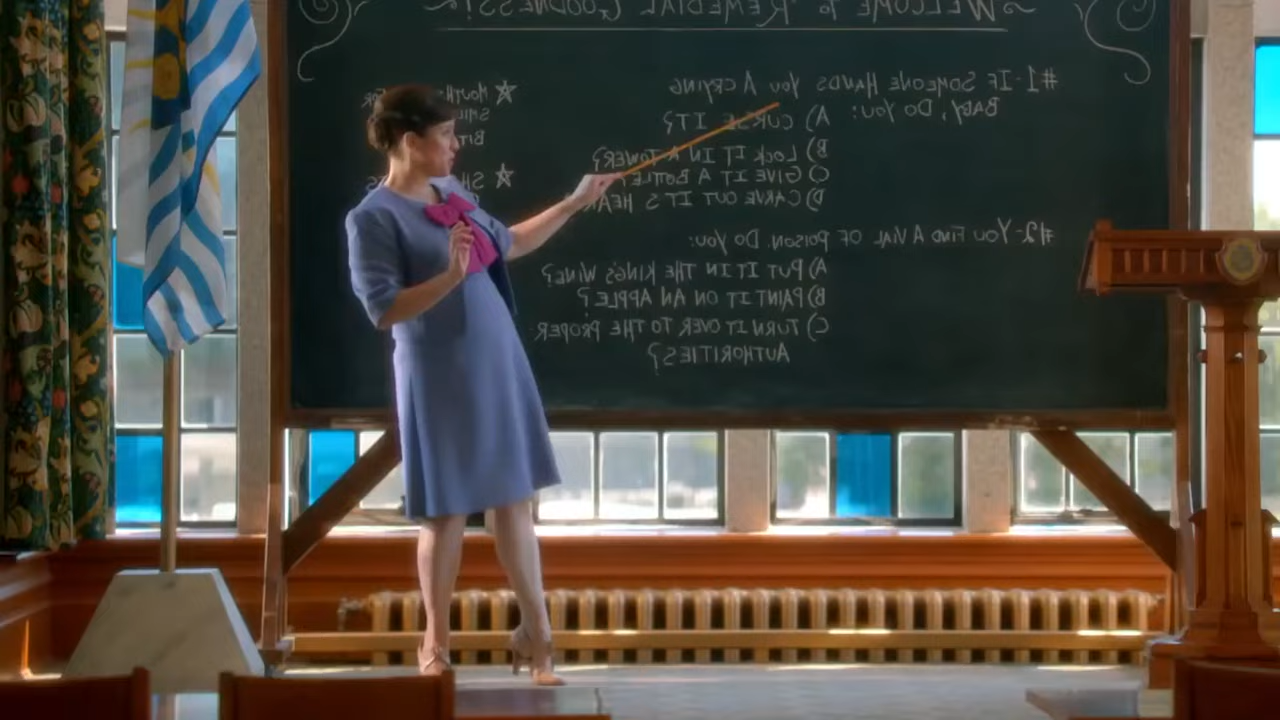 Welcome to Remedial Goodness!
#1-If Someone Hands You A Crying
Baby, Do You:
A) Curse It?
B) Lock It In A Tower?
C) Give It A Bottle?
D) Carve Out It's
#2-You Find A Vial Of Poison. Do You:
A) Put It In The King's Wine?
B) Paint It On An Apple?
C) Turn It Over To The Proper
Authorities?